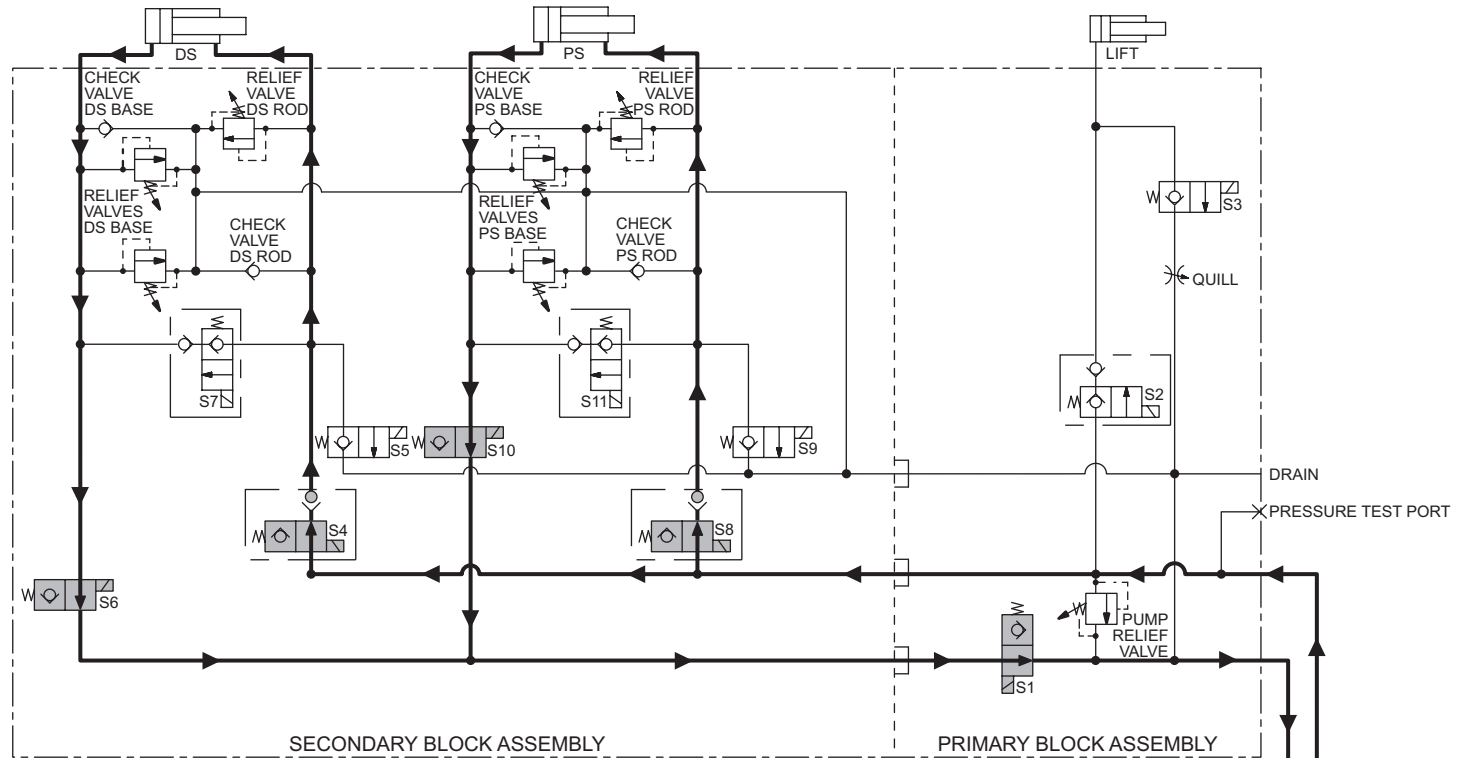 DS
PS
LIFT
CHECK
VALVE
DS BASE
RELIEF
VALVE
DS ROD
CHECK
VALVE
PS BASE
RELIEF
VALVE
PS ROD
RELIEF
VALVES
DS BASE
CHECK
VALVE
DS ROD
RELIEF
VALVES
PS BASE
CHECK
VALVE
PS ROD
S3
QUILL
S7
S11
S2
S5
S10
S9
DRAIN
PRESSURE TEST PORT
S4
S8
S6
PUMP
RELIEF
VALVE
S1
SECONDARY BLOCK ASSEMBLY
PRIMARY BLOCK ASSEMBLY